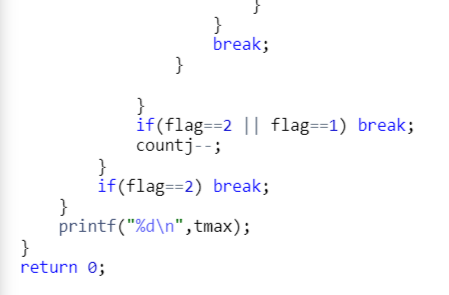 }
}
break;
}
}
if(flag==2 || flag==1) break;
countj--;
}
if(flag==2) break;
}
printf("%d\n",tmax);
}
return 0;